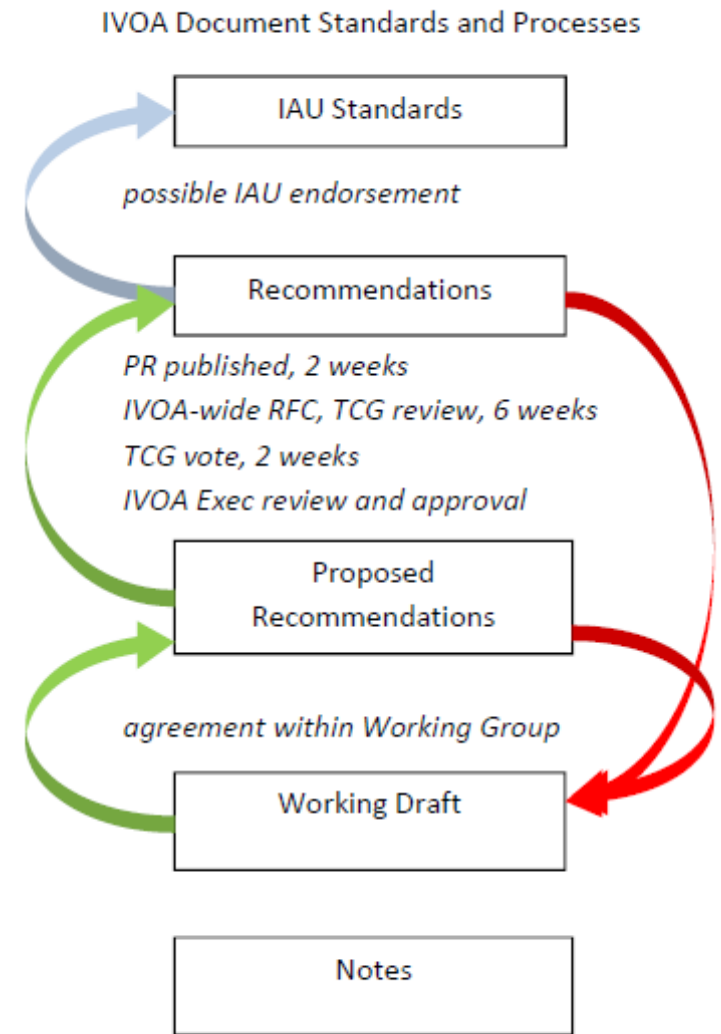 IVOA Document Standards and Processes
IAU Standards
possible IAU endorsement
Recommendations
PR published, 2 weeks
IVOA-wide RFC, TCG review, 6 weeks
TCG vote, 2 weeks
IVOA Exec review and approval
Proposed
Recommendations
agreement within Working Group
Working Draft
Notes